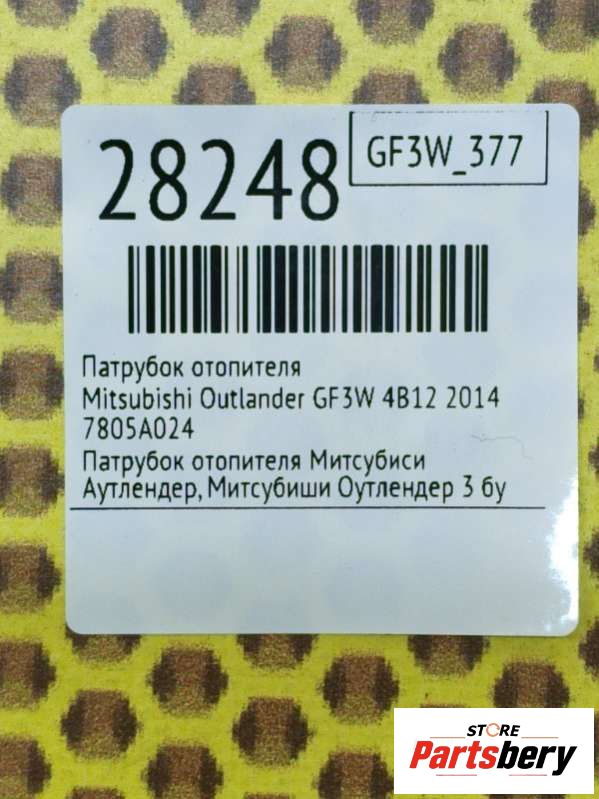 28248
GF3W_377
Патрубок отопителя
Mitsubishi Outlander GF3W 4B12 2014
7805A024
Патрубок отопителя Митсубиси
Аутлендер, Митсубиши Оутлендер 3 бу
STORE
Partsbery